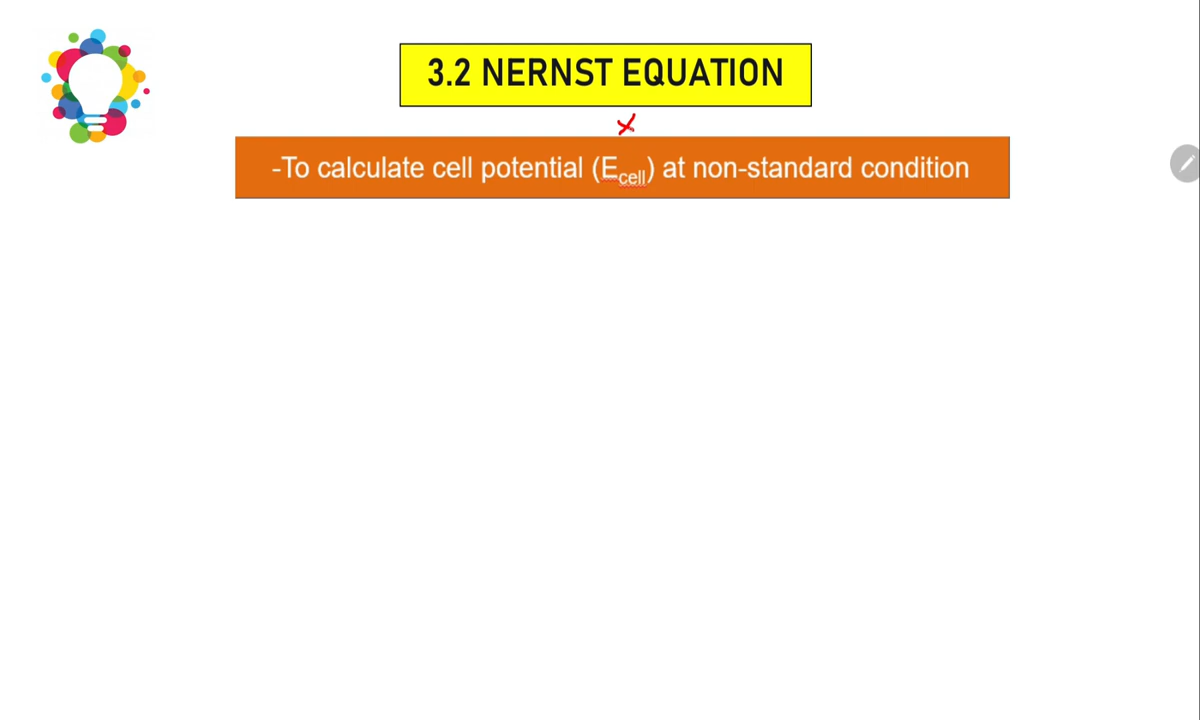 3.2 NERNST EQUATION
x
-To calculate cell potential (Ecell) at non-standard condition